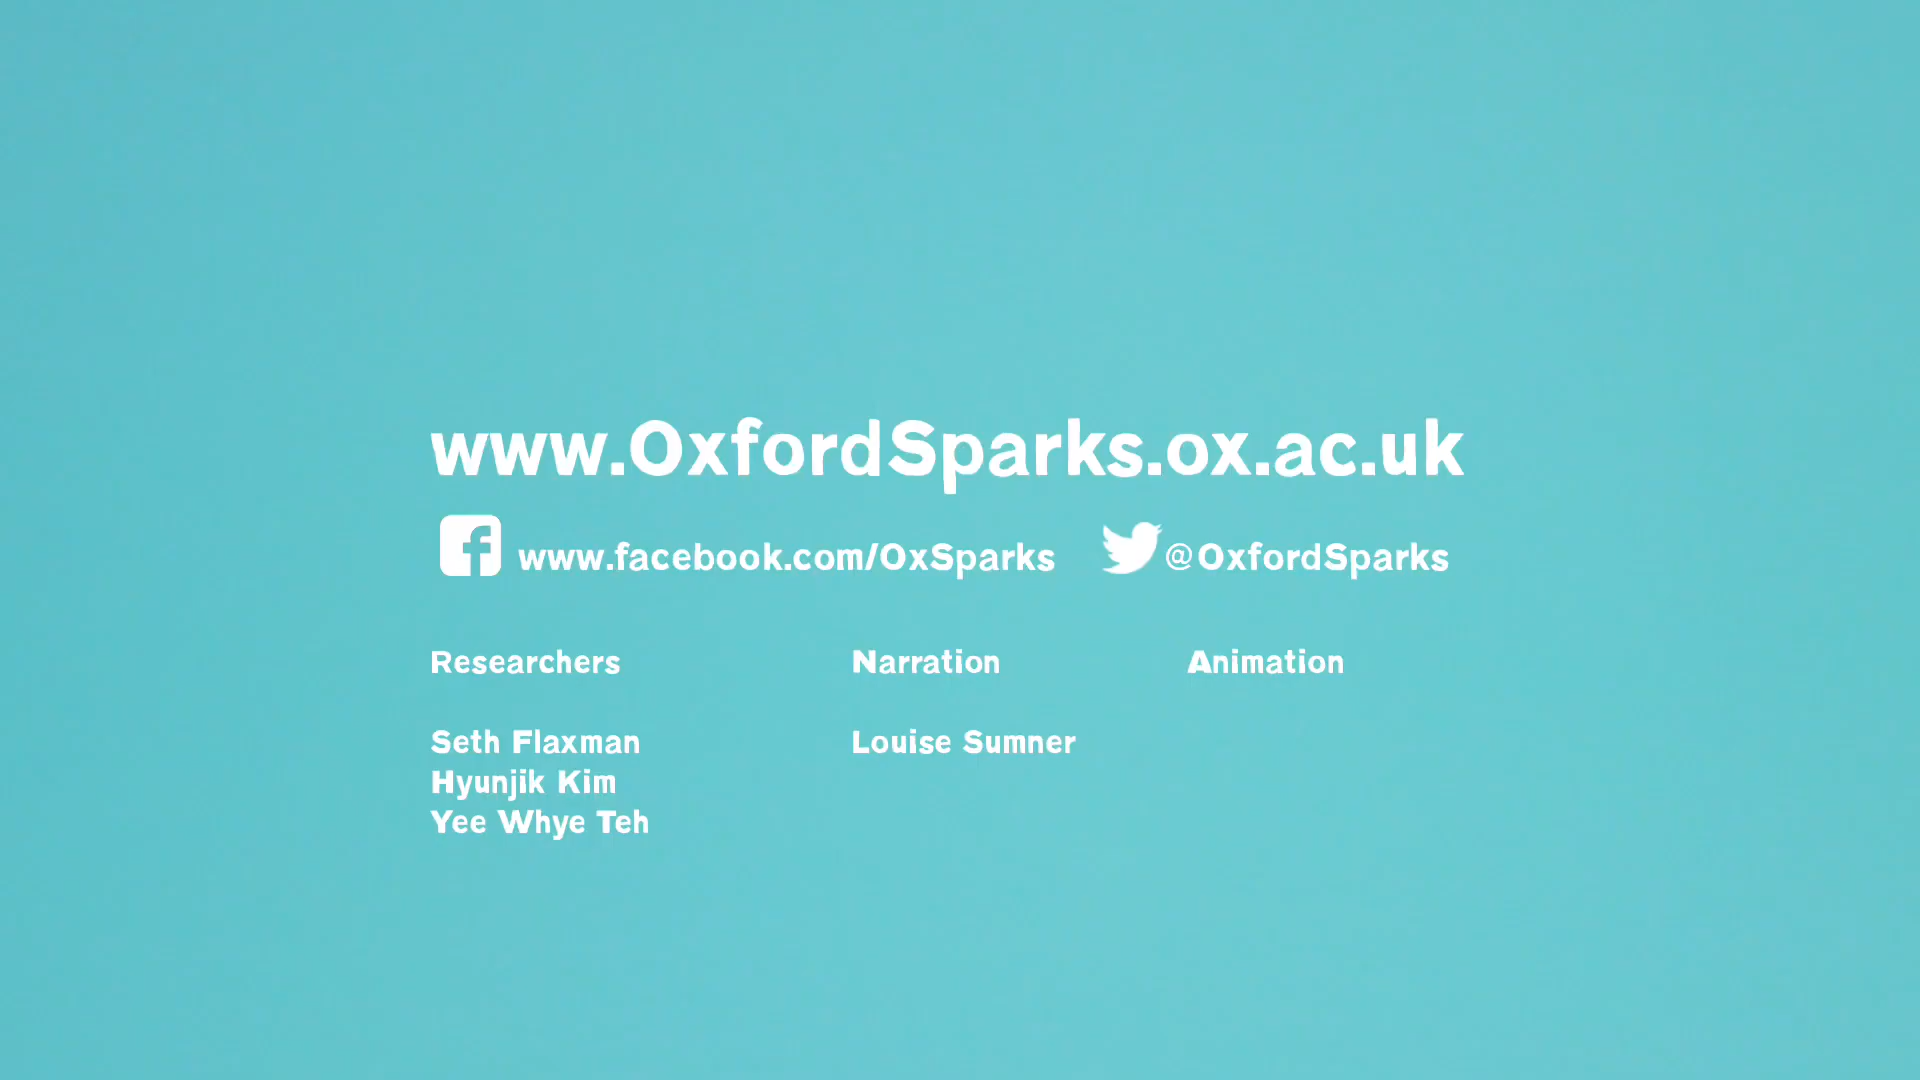 www.OxfordSparks.ox.ac.uk
www.facebook.com/OxSparks @OxfordSparks
Researchers Narration Animation
Seth Flaxman Louise Sumner
Hyunjik Kim
Yee Whye Teh